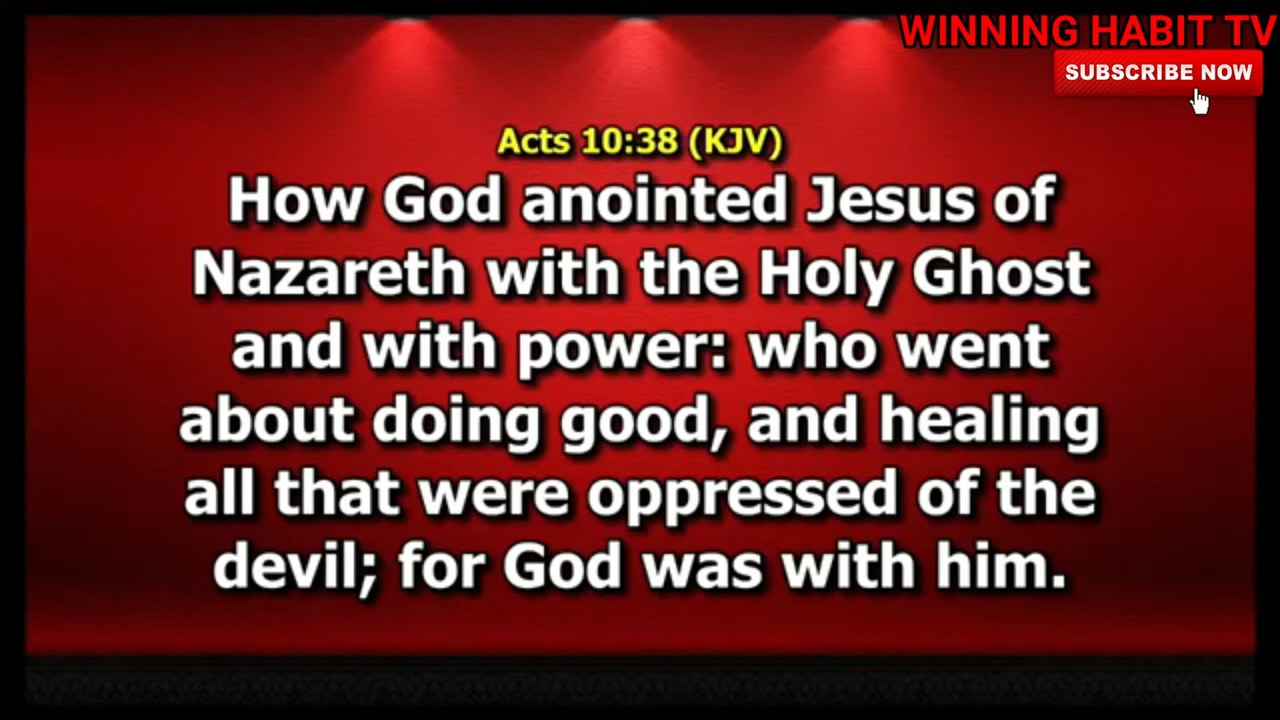 WINNING HABIT TV
SUBSCRIBE NOW
Acts 10:38 (KJV)
How God anointed Jesus of
Nazareth with the Holy Ghost
and with power: who went
about doing good, and healing
all that were oppressed of the
devil; for God was with him.